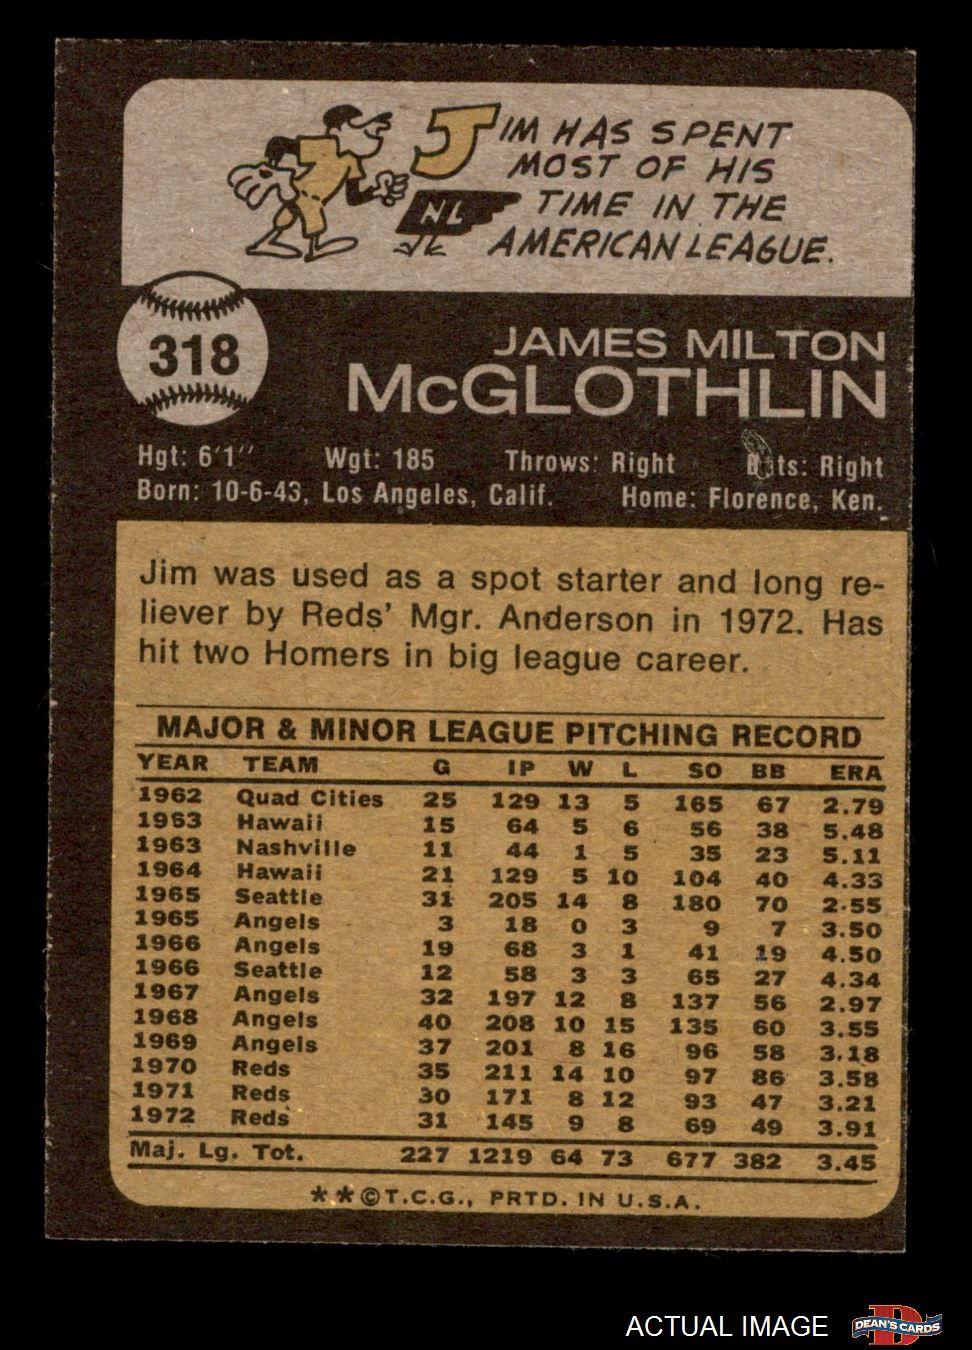 JIM HAS SPENT
MOST OF HIS
NL TIME IN THE
AMERICAN LEAGUE.
318
JAMES MILTON
McGLOTHLIN
Hgt: 6'1" Wgt: 185 Throws: Right Bats: Right
Born: 10-6-43, Los Angeles, Calif. Home: Florence, Ken.
Jim was used as a spot starter and long re-
liever by Reds' Mgr. Anderson in 1972. Has
hit two Homers in big league career.
MAJOR & MINOR LEAGUE PITCHING RECORD
YEAR TEAM G IP W L SO BB ERA
1962 Quad Cities 25 129 13 5 165 67 2.79
1963 Hawaii 15 64 5 6 56 38 5.48
1963 Nashville 11 44 1 5 35 23 5.11
1964 Hawaii 21 129 5 10 104 40 4.33
1965 Seattle 31 205 14 8 180 70 2.55
1965 Angels 3 18 0 3 9 7 3.50
1966 Angels 19 68 3 1 41 19 4.50
1966 Seattle 12 58 3 3 65 27 4.34
1967 Angels 32 197 12 8 137 56 2.97
1968 Angels 40 208 10 15 135 60 3.55
1969 Angels 37 201 8 16 96 58 3.18
1970 Reds 35 211 14 10 97 86 3.58
1971 Reds 30 171 8 12 93 47 3.21
1972 Reds 31 145 9 8 69 49 3.91
Maj. Lg. Tot. 227 1219 64 73 677 382 3.45
**©T.C.G., PRTD. IN U.S.A.
ACTUAL IMAGE D DEAN'S CARDS